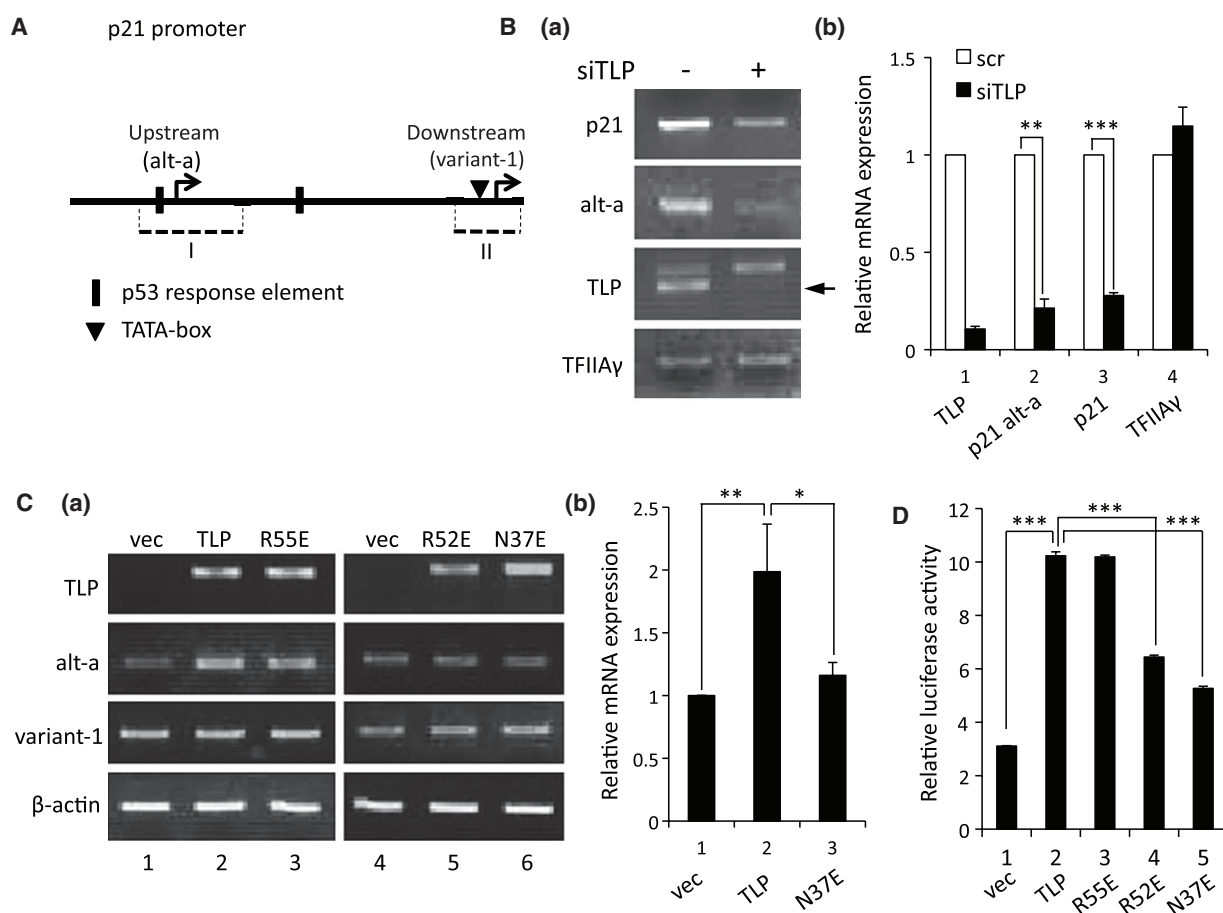 A
p21 promoter
Upstream
(alt-a)
Downstream
(variant-1)
I
II
p53 response element
TATA-box
B
(a)
siTLP - +
p21
alt-a
TLP
TFIIAγ
(b)
scr
siTLP
Relative mRNA expression
1.5
1
0.5
0
** ***
1 2 3 4
TLP p21 alt-a p21 TFIIAγ
C
(a)
vec TLP R55E vec R52E N37E
TLP
alt-a
variant-1
β-actin
1 2 3 4 5 6
(b)
Relative mRNA expression
2.5
2
1.5
1
0.5
0
** *
1 2 3
vec TLP N37E
D
Relative luciferase activity
12
10
8
6
4
2
0
*** *** ***
1 2 3 4 5
vec TLP R55E R52E N37E